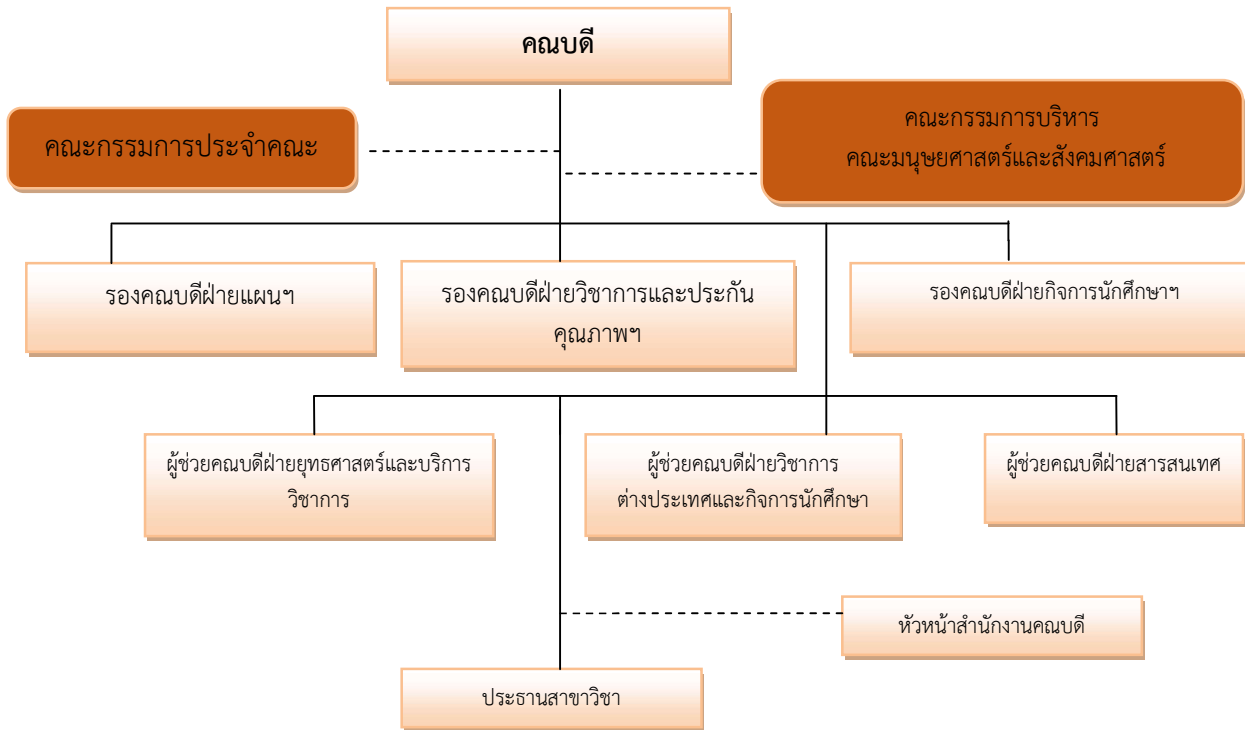 คณบดี
คณะกรรมการประจำคณะ
คณะกรรมการบริหาร
คณะมนุษยศาสตร์และสังคมศาสตร์
รองคณบดีฝ่ายแผนฯ
รองคณบดีฝ่ายวิชาการและประกัน
คุณภาพฯ
รองคณบดีฝ่ายกิจการนักศึกษาฯ
ผู้ช่วยคณบดีฝ่ายยุทธศาสตร์และบริการ
วิชาการ
ผู้ช่วยคณบดีฝ่ายวิชาการ
ต่างประเทศและกิจการนักศึกษา
ผู้ช่วยคณบดีฝ่ายสารสนเทศ
หัวหน้าสำนักงานคณบดี
ประธานสาขาวิชา